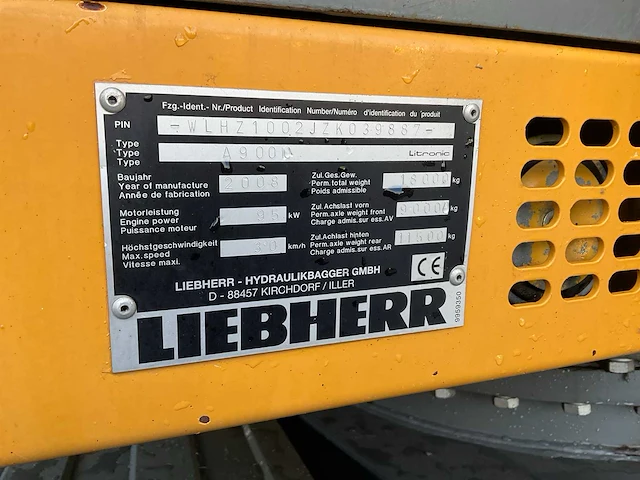 Fzg.-Ident.- Nr./Product Identification Number/Numéro d'identification du produit
PIN -WLHZ1002JZK039887-
Type
Type A900 Litronic
Type
Baujahr
Year of manufacture 2008
Année de fabrication
Zul.Ges.Gew.
Perm.total weight 18000 kg
Poids admissible
Motorleistung
Engine power 95 kW
Puissance moteur
Zul.Achslast vorn
Perm.axle weight front 9000 kg
Charge admis.sur ess.AV
Höchstgeschwindigkeit
Max.speed km/h
Vitesse maxi.
Zul.Achslast hinten
Perm.axle weight rear 11500 kg
Charge admis.sur ess.AR
CE
LIEBHERR - HYDRAULIKBAGGER GMBH
D - 88457 KIRCHDORF / ILLER
LIEBHERR
9959350